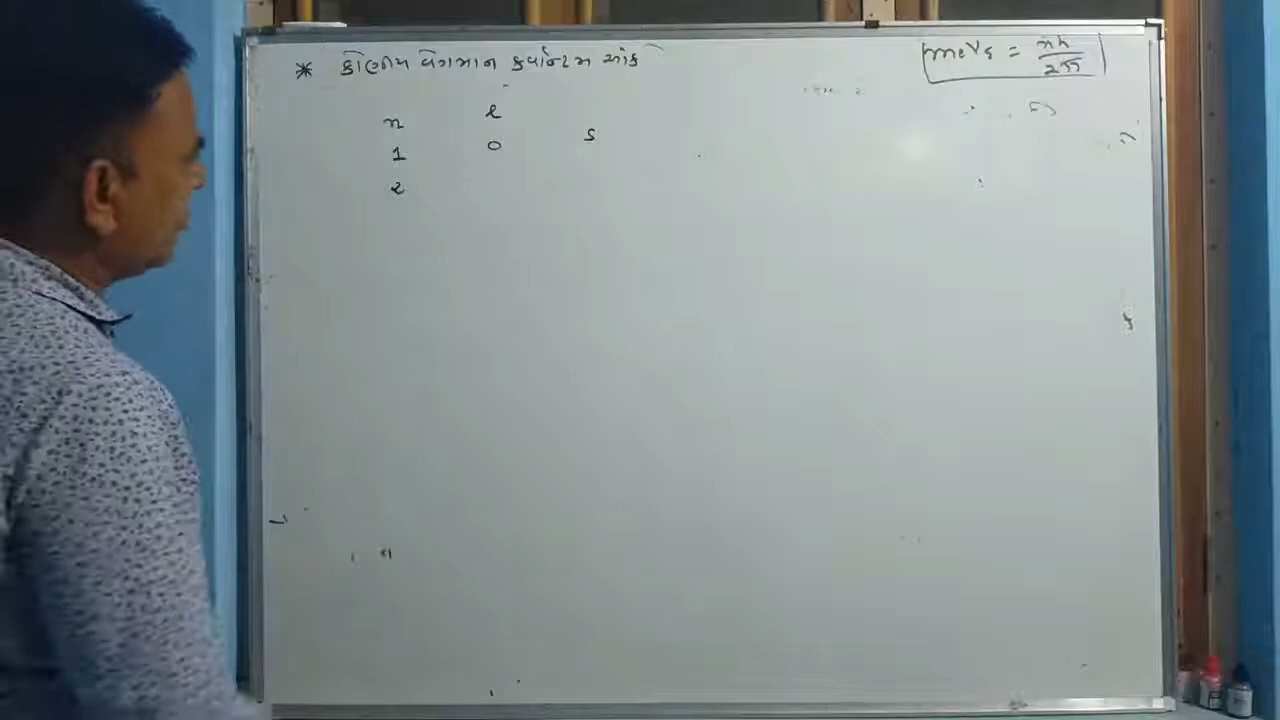 * કોણીય વેગમાન ક્વોન્ટમ આંક
mevr = nh / 2π
n l
1 0 s
2